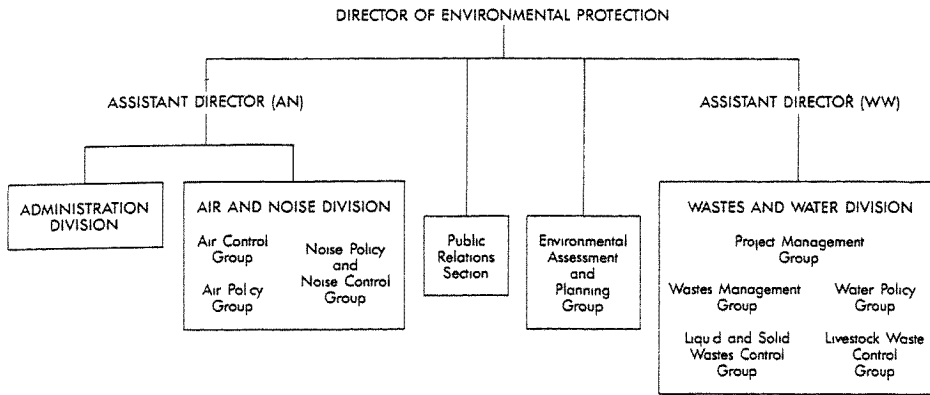 DIRECTOR OF ENVIRONMENTAL PROTECTION
ASSISTANT DIRECTOR (AN)
ASSISTANT DIRECTOR (WW)
ADMINISTRATION
DIVISION
AIR AND NOISE DIVISION
Air Control
Group
Air Policy
Group
Noise Policy
and
Noise Control
Group
Public
Relations
Section
Environmental
Assessment
and
Planning
Group
WASTES AND WATER DIVISION
Project Management
Group
Wastes Management
Group
Water Policy
Group
Liquid and Solid
Wastes Control
Group
Livestock Waste
Control
Group